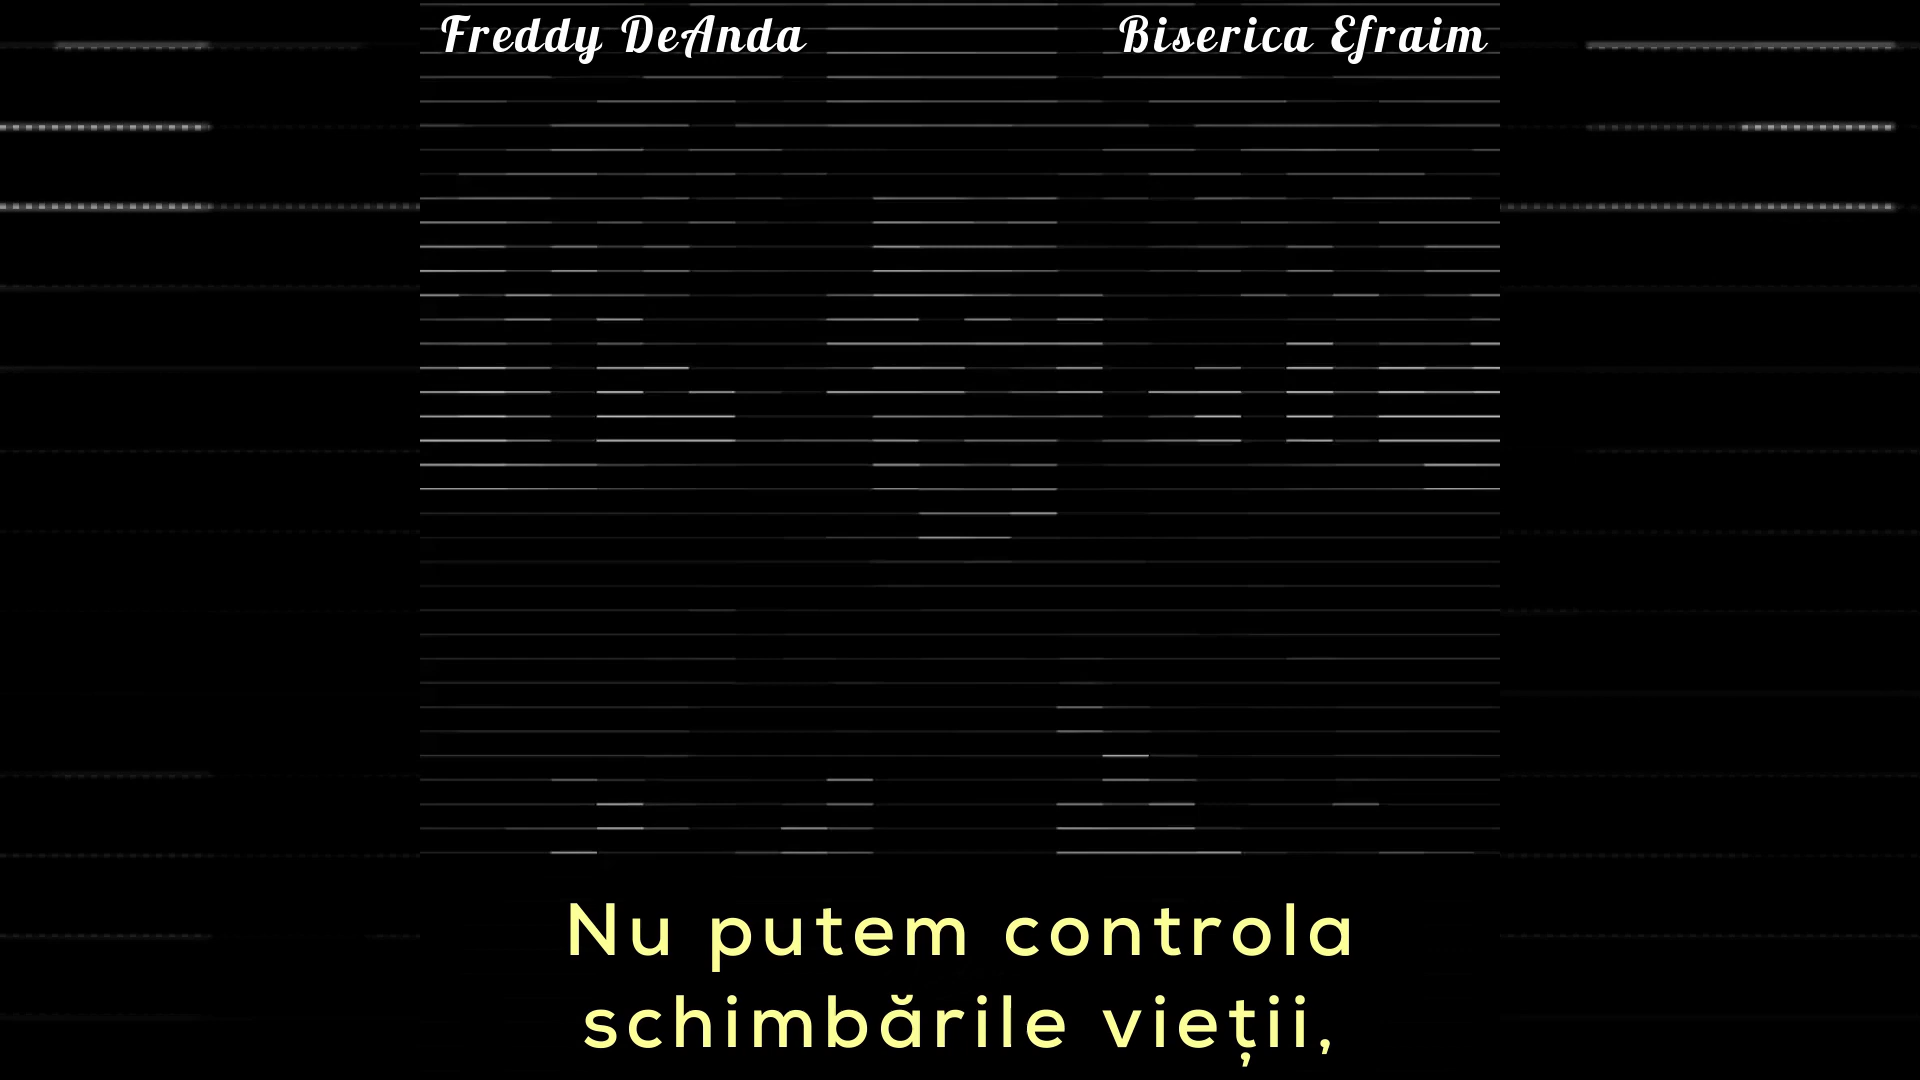 Freddy DeAnda
Biserica Efraim
Nu putem controla
schimbările vieții,